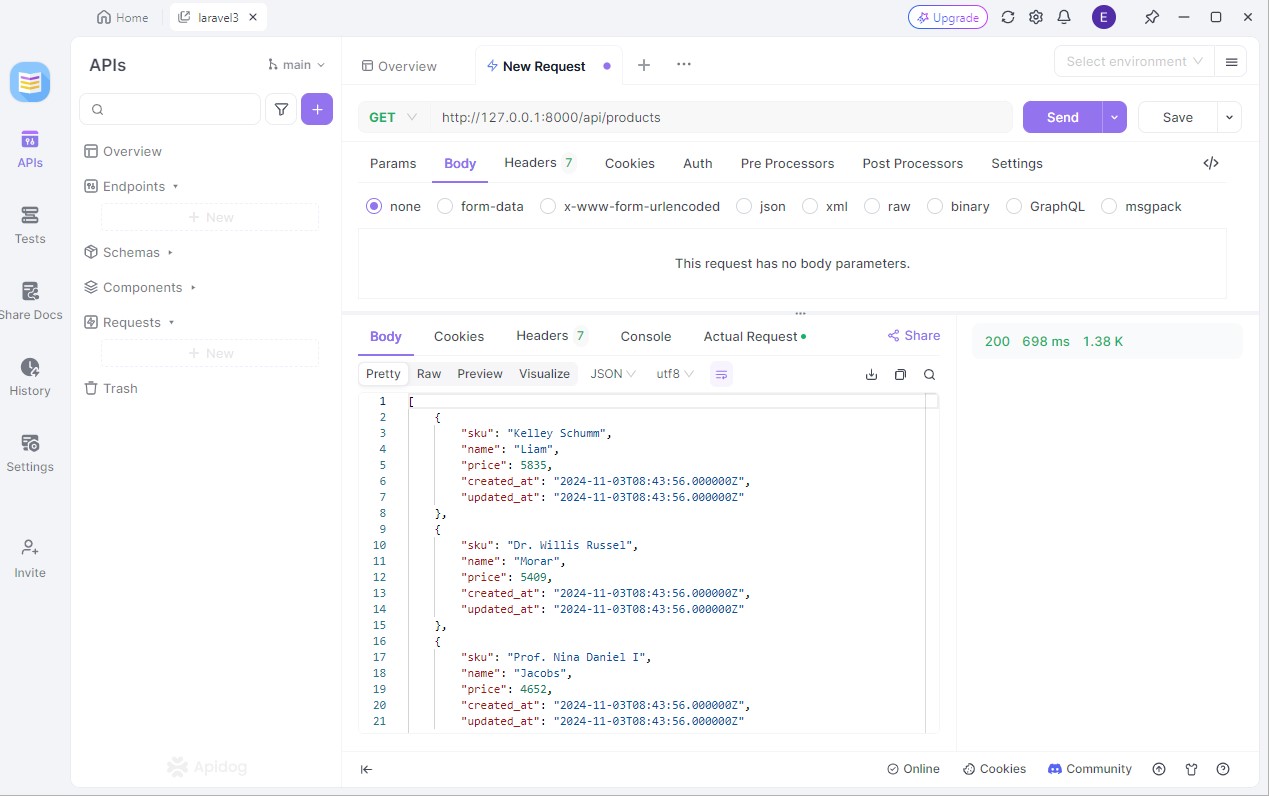 Home
laravel3
Upgrade
E
APIs
main
Overview
New Request
Select environment
GET
http://127.0.0.1:8000/api/products
Send
Save
Params
Body
Headers 7
Cookies
Auth
Pre Processors
Post Processors
Settings
none
form-data
x-www-form-urlencoded
json
xml
raw
binary
GraphQL
msgpack
This request has no body parameters.
APIs
Tests
Share Docs
History
Settings
Invite
Overview
Endpoints
+ New
Schemas
Components
Requests
+ New
Trash
Apidog
Body
Cookies
Headers 7
Console
Actual Request
Share
200 698 ms 1.38 K
Pretty
Raw
Preview
Visualize
JSON
utf8
1 [
2 {
3 "sku": "Kelley Schumm",
4 "name": "Liam",
5 "price": 5835,
6 "created_at": "2024-11-03T08:43:56.000000Z",
7 "updated_at": "2024-11-03T08:43:56.000000Z"
8 },
9 {
10 "sku": "Dr. Willis Russel",
11 "name": "Morar",
12 "price": 5409,
13 "created_at": "2024-11-03T08:43:56.000000Z",
14 "updated_at": "2024-11-03T08:43:56.000000Z"
15 },
16 {
17 "sku": "Prof. Nina Daniel I",
18 "name": "Jacobs",
19 "price": 4652,
20 "created_at": "2024-11-03T08:43:56.000000Z",
21 "updated_at": "2024-11-03T08:43:56.000000Z"
Online
Cookies
Community